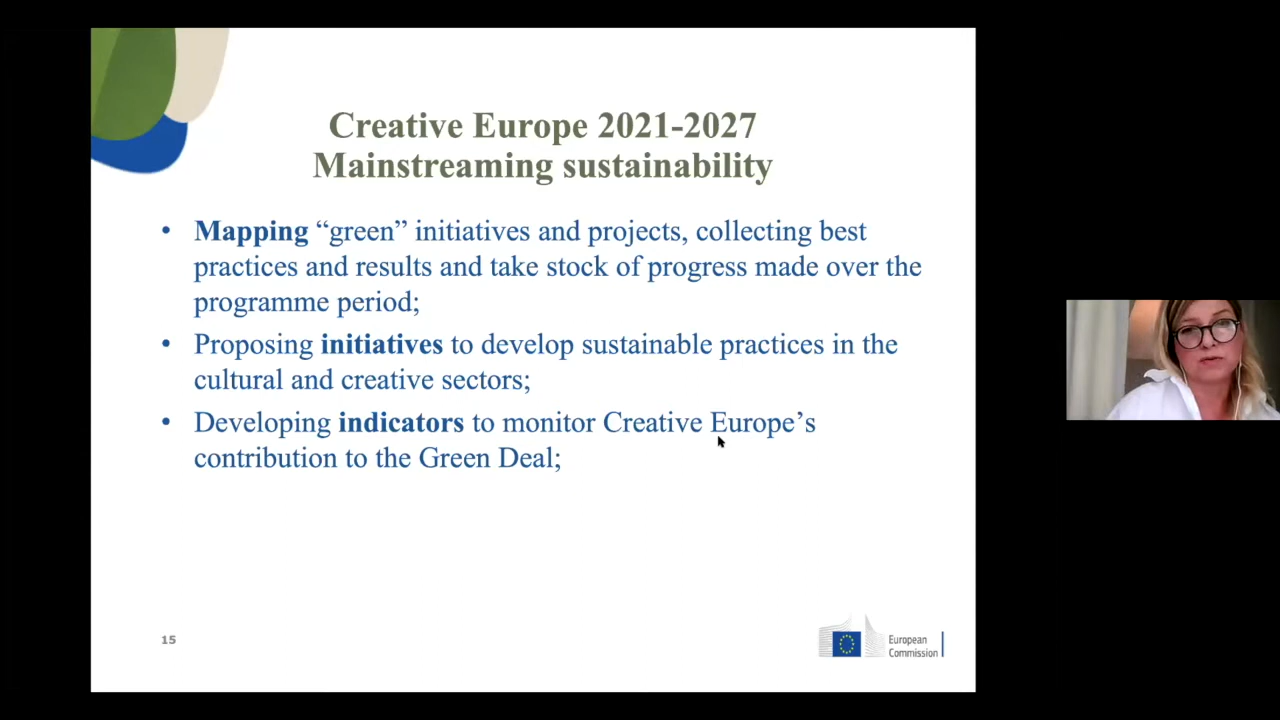 Creative Europe 2021-2027
Mainstreaming sustainability
• Mapping “green” initiatives and projects, collecting best
practices and results and take stock of progress made over the
programme period;
• Proposing initiatives to develop sustainable practices in the
cultural and creative sectors;
• Developing indicators to monitor Creative Europe’s
contribution to the Green Deal;
15
European
Commission